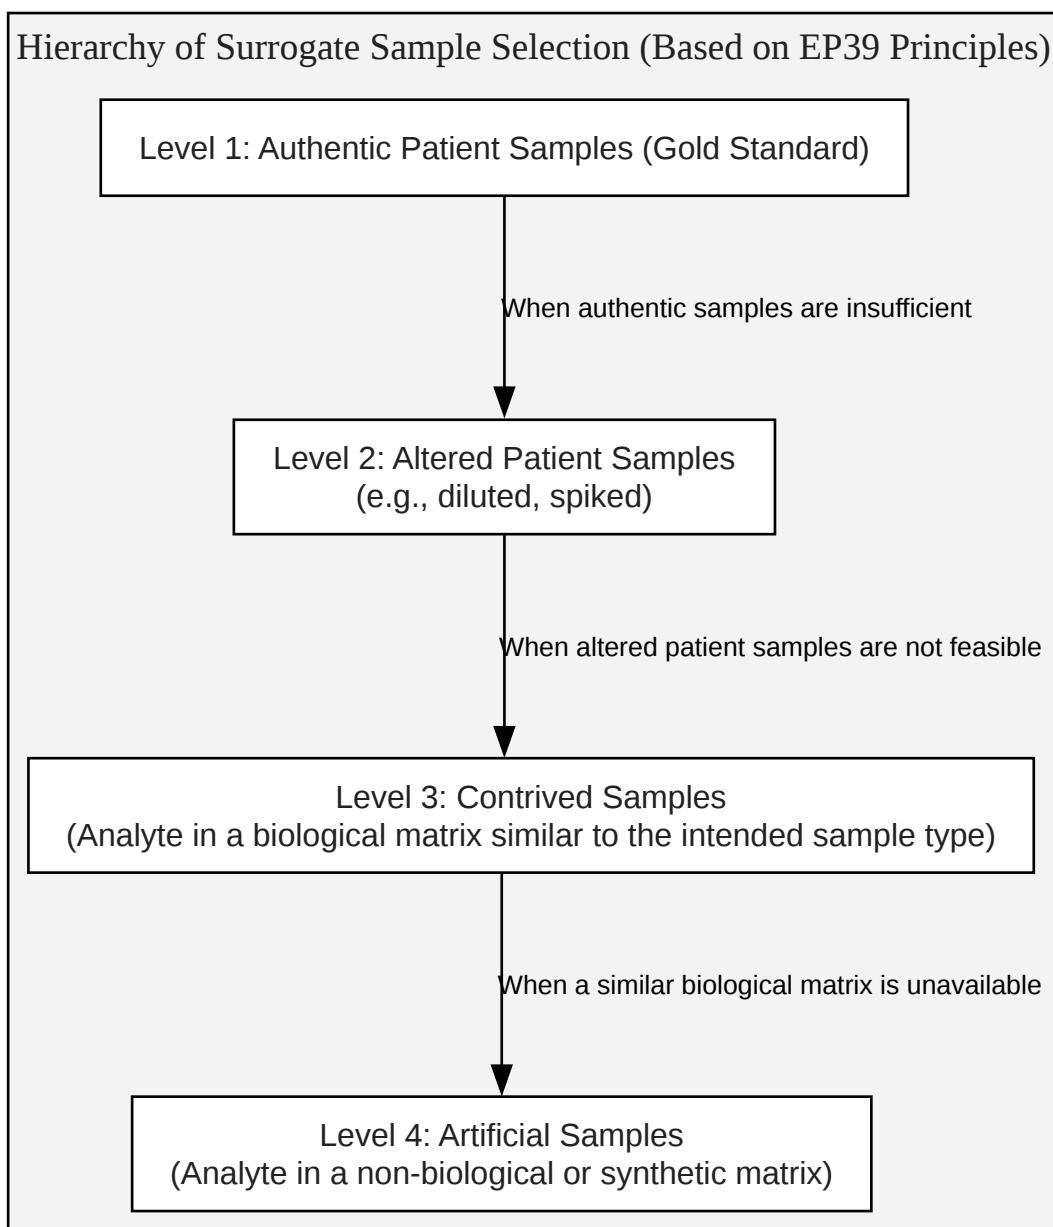 Hierarchy of Surrogate Sample Selection (Based on EP39 Principles)
Level 1: Authentic Patient Samples (Gold Standard)
When authentic samples are insufficient
Level 2: Altered Patient Samples
(e.g., diluted, spiked)
When altered patient samples are not feasible
Level 3: Contrived Samples
(Analyte in a biological matrix similar to the intended sample type)
When a similar biological matrix is unavailable
Level 4: Artificial Samples
(Analyte in a non-biological or synthetic matrix)